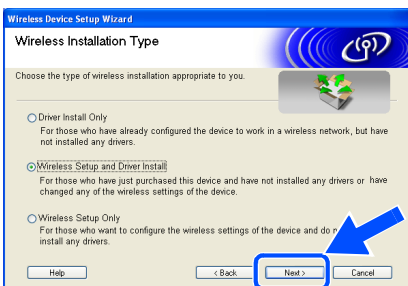 Wireless Device Setup Wizard
Wireless Installation Type
Choose the type of wireless installation appropriate to you.
Driver Install Only
For those who have already configured the device to work in a wireless network, but have
not installed any drivers.
Wireless Setup and Driver Install
For those who have just purchased this device and have not installed any drivers or have
changed any of the wireless settings of the device.
Wireless Setup Only
For those who want to configure the wireless settings of the device and do
install any drivers.
Help
< Back
Next >
Cancel